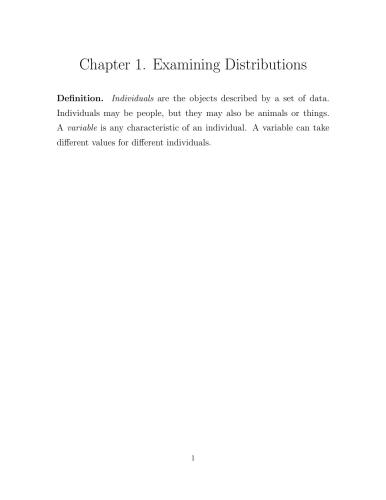 Chapter 1. Examining Distributions
Definition. Individuals are the objects described by a set of data.
Individuals may be people, but they may also be animals or things.
A variable is any characteristic of an individual. A variable can take
different values for different individuals.
1